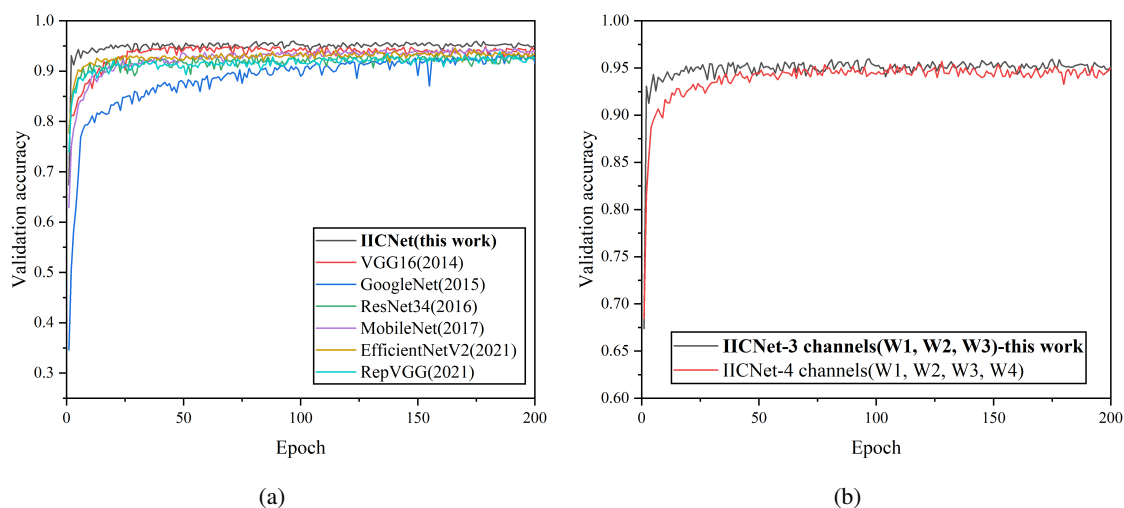 1.0
0.9
0.8
0.7
0.6
0.5
0.4
0.3
Validation accuracy
IICNet(this work)
VGG16(2014)
GoogleNet(2015)
ResNet34(2016)
MobileNet(2017)
EfficientNetV2(2021)
RepVGG(2021)
0 50 100 150 200
Epoch
(a)
1.00
0.95
0.90
0.85
0.80
0.75
0.70
0.65
0.60
Validation accuracy
IICNet-3 channels(W1, W2, W3)-this work
IICNet-4 channels(W1, W2, W3, W4)
0 50 100 150 200
Epoch
(b)